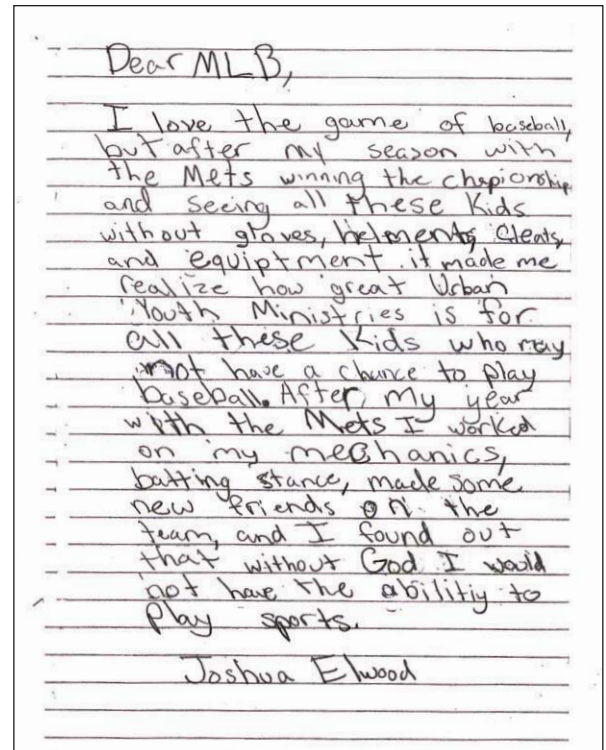 Dear MLB,
I love the game of baseball,
but after my season with
the Mets winning the chapionship
and seeing all these kids
without gloves, helments, cleats,
and equiptment it made me
realize how great Urban
Youth Ministries is for
all these kids who may
not have a chance to play
baseball. After my year
with the Mets I worked
on my mechanics,
batting stance, made some
new friends on the
team, and I found out
that without God I would
not have the abilitiy to
play sports.
Joshua Elwood